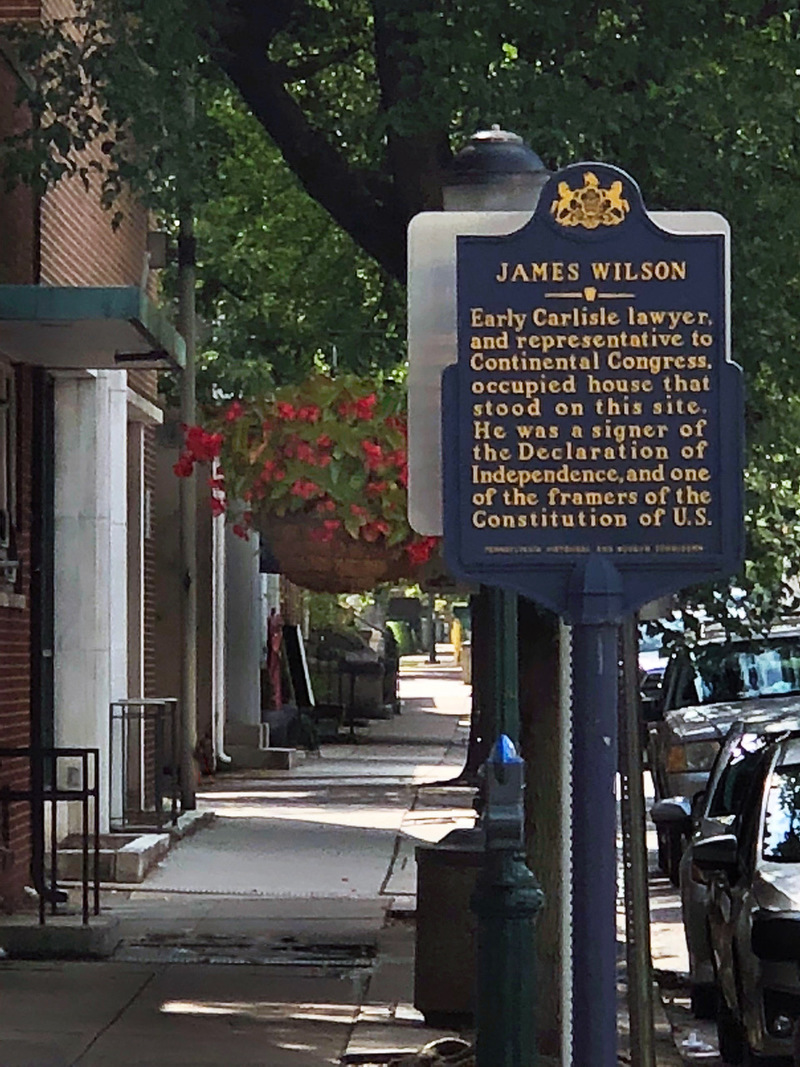 JAMES WILSON
Early Carlisle lawyer,
and representative to
Continental Congress,
occupied house that
stood on this site.
He was a signer of
the Declaration of
Independence, and one
of the framers of the
Constitution of U.S.
PENNSYLVANIA HISTORICAL AND MUSEUM COMMISSION